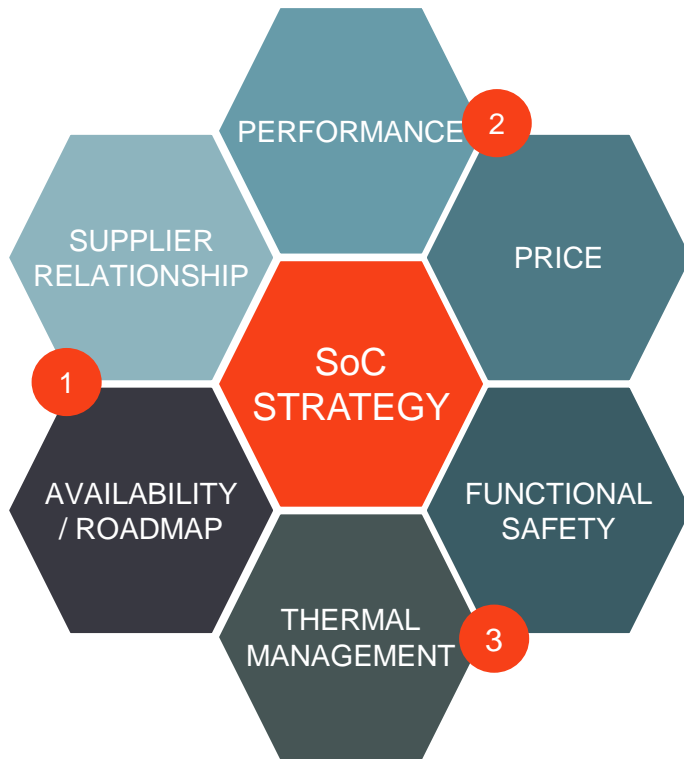 PERFORMANCE
2
SUPPLIER
RELATIONSHIP
PRICE
SoC
STRATEGY
1
AVAILABILITY
/ ROADMAP
FUNCTIONAL
SAFETY
THERMAL
MANAGEMENT
3